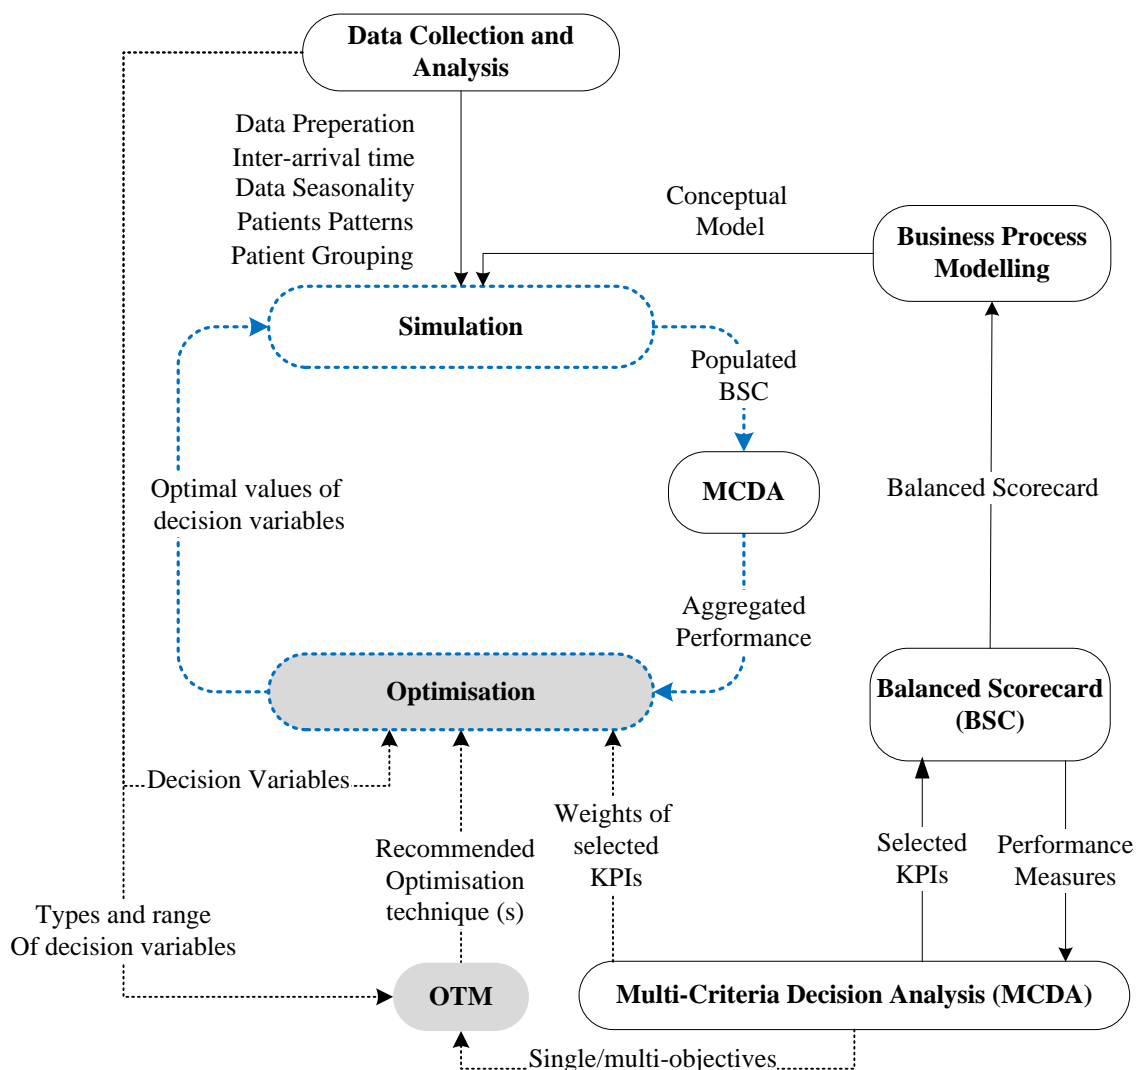 Data Collection and
Analysis
Data Preperation
Inter-arrival time
Data Seasonality
Patients Patterns
Patient Grouping
Conceptual
Model
Business Process
Modelling
Simulation
Populated
BSC
MCDA
Optimal values of
decision variables
Balanced Scorecard
Aggregated
Performance
Optimisation
Balanced Scorecard
(BSC)
Decision Variables
Weights of
selected
KPIs
Selected
KPIs
Performance
Measures
Recommended
Optimisation
technique (s)
Types and range
Of decision variables
OTM
Multi-Criteria Decision Analysis (MCDA)
Single/multi-objectives